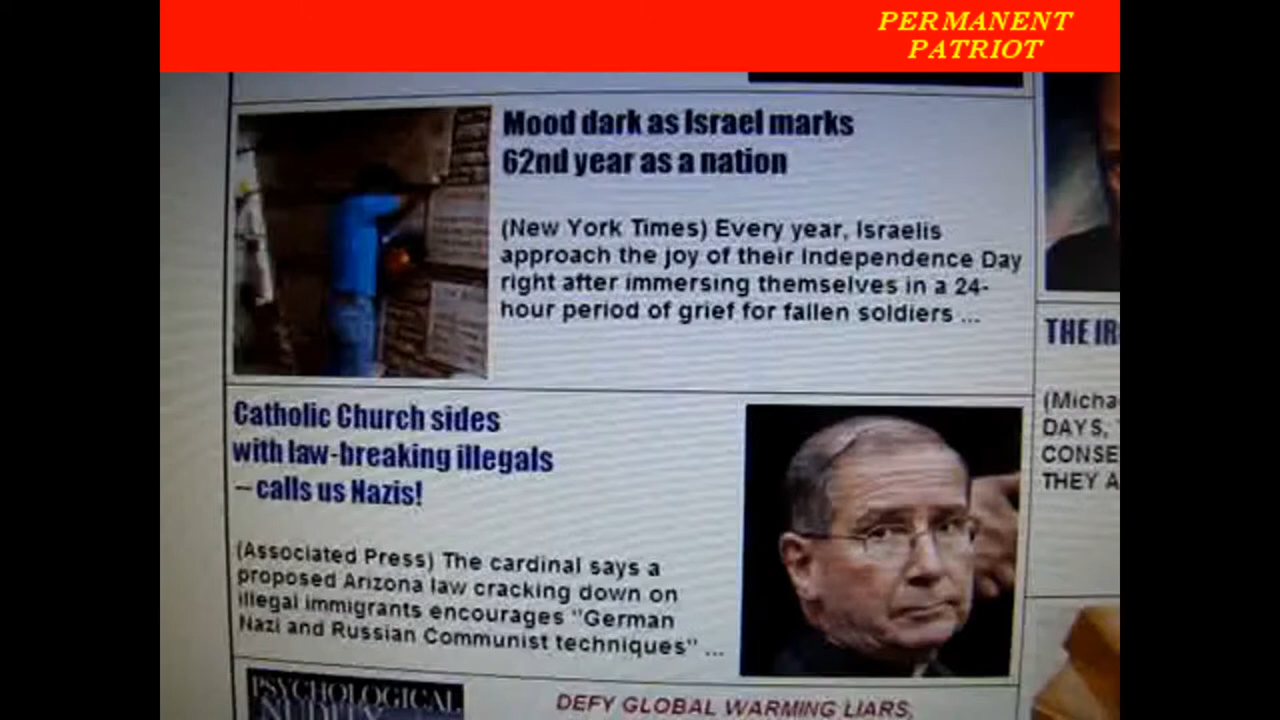 PERMANENT
PATRIOT
Mood dark as Israel marks
62nd year as a nation
(New York Times) Every year, Israelis
approach the joy of their Independence Day
right after immersing themselves in a 24-
hour period of grief for fallen soldiers ...
Catholic Church sides
with law-breaking illegals
– calls us Nazis!
(Associated Press) The cardinal says a
proposed Arizona law cracking down on
illegal immigrants encourages "German
Nazi and Russian Communist techniques" ...
PSYCHOLOGICAL
NUDITY
DEFY GLOBAL WARMING LIARS,
THE
DAYS,
THEY